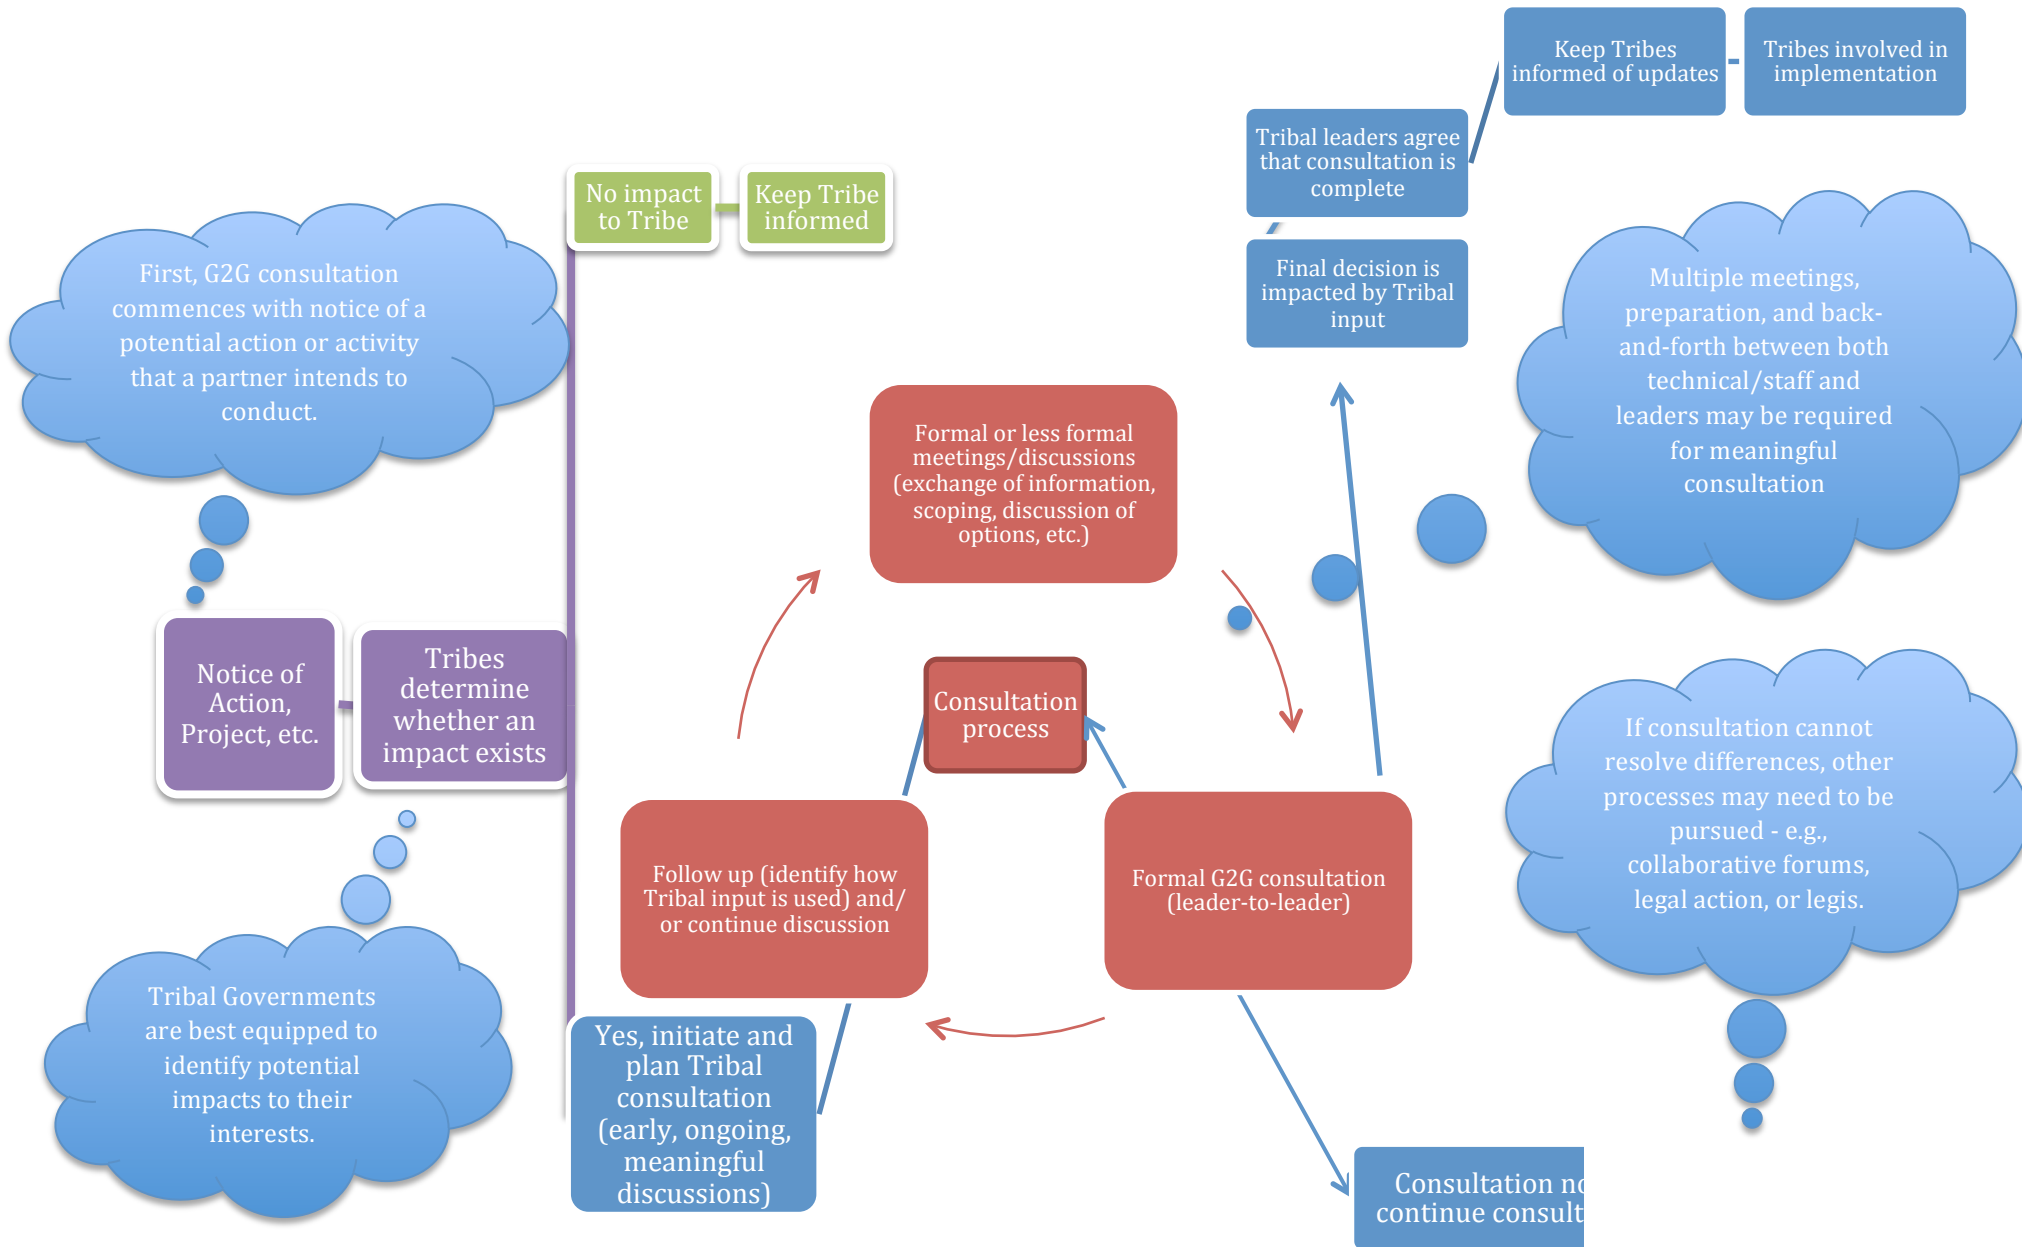 Keep Tribes
informed of updates
Tribes involved in
implementation
Tribal leaders agree
that consultation is
complete
Final decision is
impacted by Tribal
input
No impact
to Tribe
Keep Tribe
informed
First, G2G consultation
commences with notice of a
potential action or activity
that a partner intends to
conduct.
Multiple meetings,
preparation, and back-
and-forth between both
technical/staff and
leaders may be required
for meaningful
consultation
Formal or less formal
meetings/discussions
(exchange of information,
scoping, discussion of
options, etc.)
Notice of
Action,
Project, etc.
Tribes
determine
whether an
impact exists
Consultation
process
If consultation cannot
resolve differences, other
processes may need to be
pursued - e.g.,
collaborative forums,
legal action, or legis.
Follow up (identify how
Tribal input is used) and/
or continue discussion
Formal G2G consultation
(leader-to-leader)
Tribal Governments
are best equipped to
identify potential
impacts to their
interests.
Yes, initiate and
plan Tribal
consultation
(early, ongoing,
meaningful
discussions)
Consultation
continue